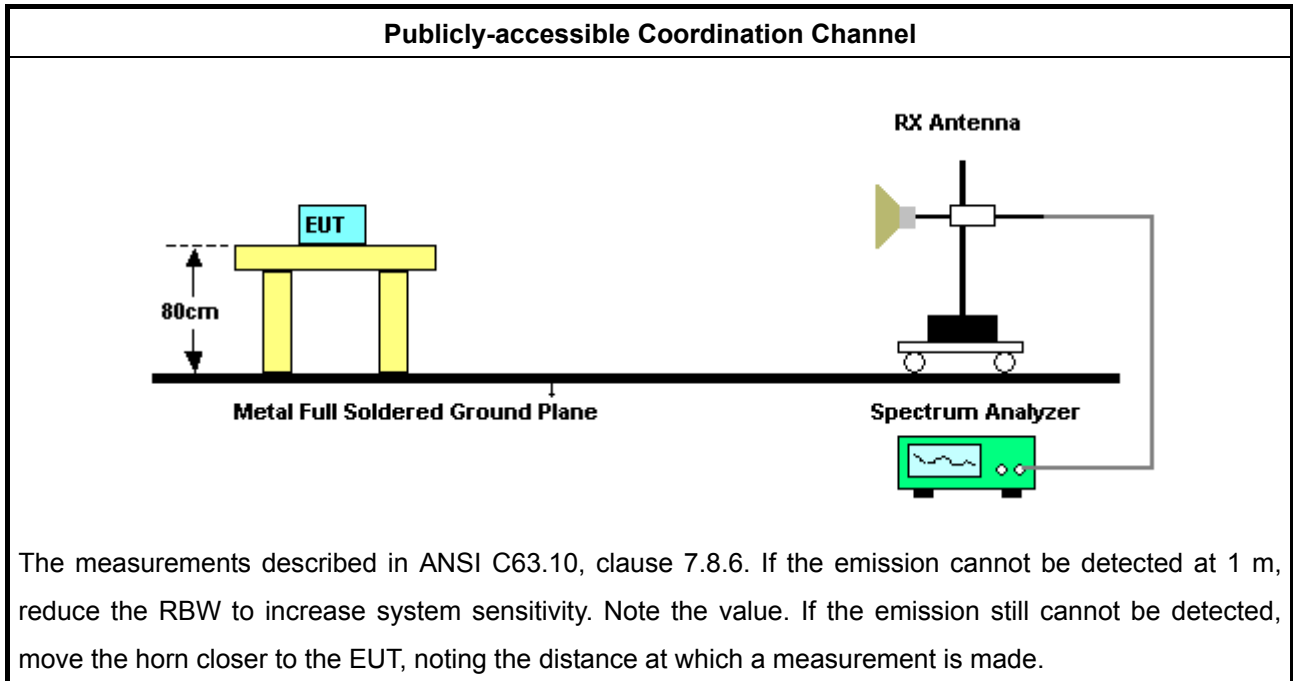 Publicly-accessible Coordination Channel
RX Antenna
EUT
80cm
Metal Full Soldered Ground Plane
Spectrum Analyzer
The measurements described in ANSI C63.10, clause 7.8.6. If the emission cannot be detected at 1 m,
reduce the RBW to increase system sensitivity. Note the value. If the emission still cannot be detected,
move the horn closer to the EUT, noting the distance at which a measurement is made.